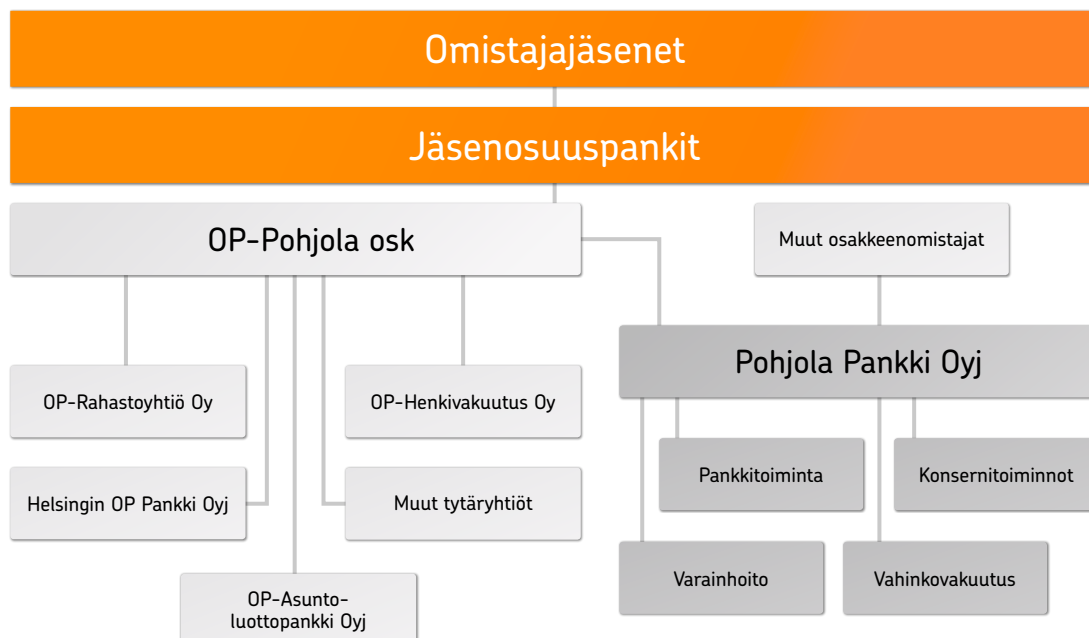 Omistajajäsenet
Jäsenosuuspankit
OP-Pohjola osk
Muut osakkeenomistajat
Pohjola Pankki Oyj
OP-Rahastoyhtiö Oy
OP-Henkivakuutus Oy
Pankkitoiminta
Konsernitoiminnot
Helsingin OP Pankki Oyj
Muut tytäryhtiöt
Varainhoito
Vahinkovakuutus
OP-Asunto-
luottopankki Oyj